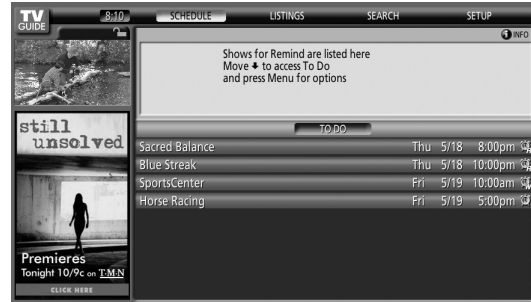 TV
GUIDE
8:10
SCHEDULE LISTINGS SEARCH SETUP
INFO
Shows for Remind are listed here
Move ↓ to access To Do
and press Menu for options
TO DO
Sacred Balance Thu 5/18 8:00pm
Blue Streak Thu 5/18 10:00pm
SportsCenter Fri 5/19 10:00am
Horse Racing Fri 5/19 5:00pm
still
unsolved
Premieres
Tonight 10/9c on T·M·N
CLICK HERE